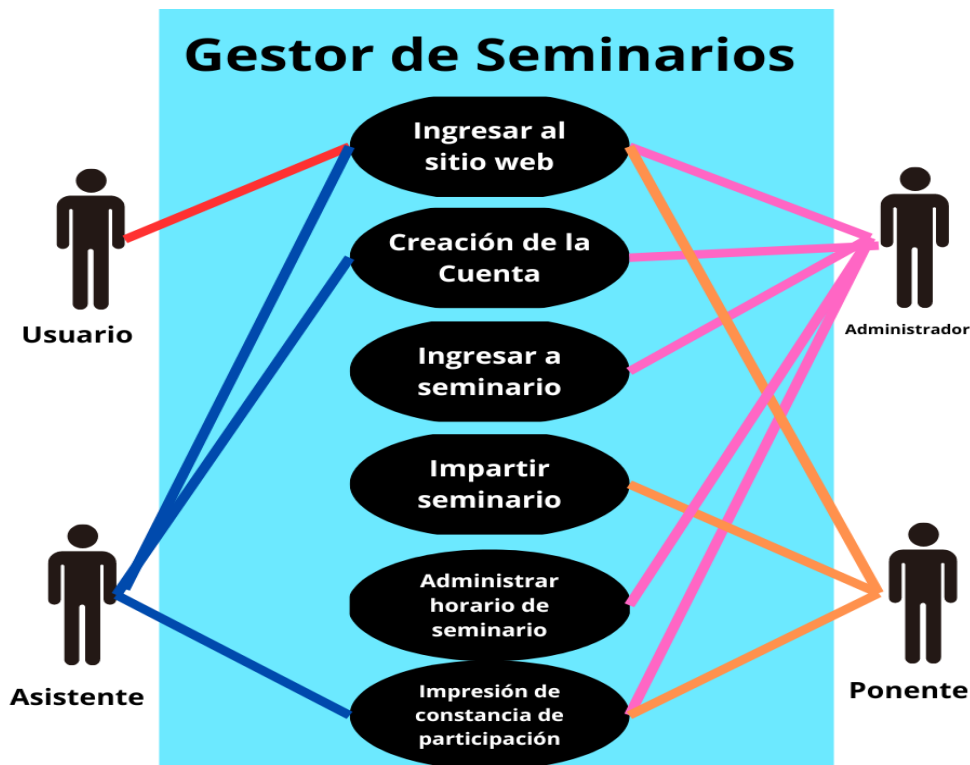 Gestor de Seminarios
Ingresar al
sitio web
Creación de la
Cuenta
Usuario
Administrador
Ingresar a
seminario
Impartir
seminario
Administrar
horario de
seminario
Asistente
Ponente
Impresión de
constancia de
participación